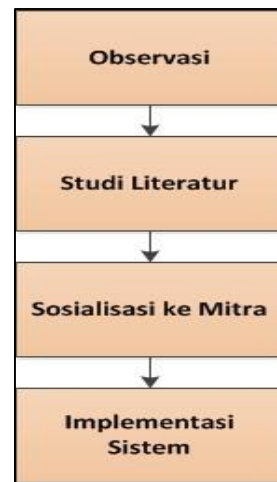 Observasi
Studi Literatur
Sosialisasi ke Mitra
Implementasi
Sistem